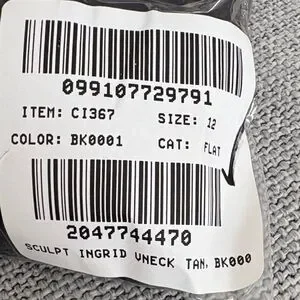 099107729791
ITEM: CI367 SIZE: 12
COLOR: BK0001 CAT: FLAT
2047744470
SCULPT INGRID VNECK TAN, BK000